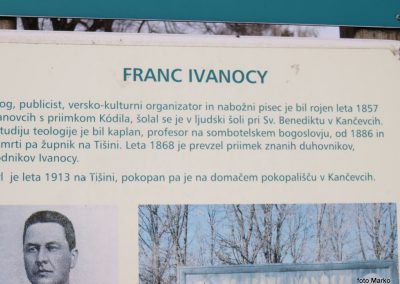 FRANC IVANOCY
og, publicist, versko-kulturni organizator in nabožni pisec je bil rojen leta 1857
anovcih s priimkom Kódila, šolal se je v ljudski šoli pri Sv. Benediktu v Kančevcih.
tudiju teologije je bil kaplan, profesor na sombotelskem bogoslovju, od 1886 in
mrti pa župnik na Tišini. Leta 1868 je prevzel priimek znanih duhovnikov,
odnikov Ivanocy.
l je leta 1913 na Tišini, pokopan pa je na domačem pokopališču v Kančevcih.
foto Marko